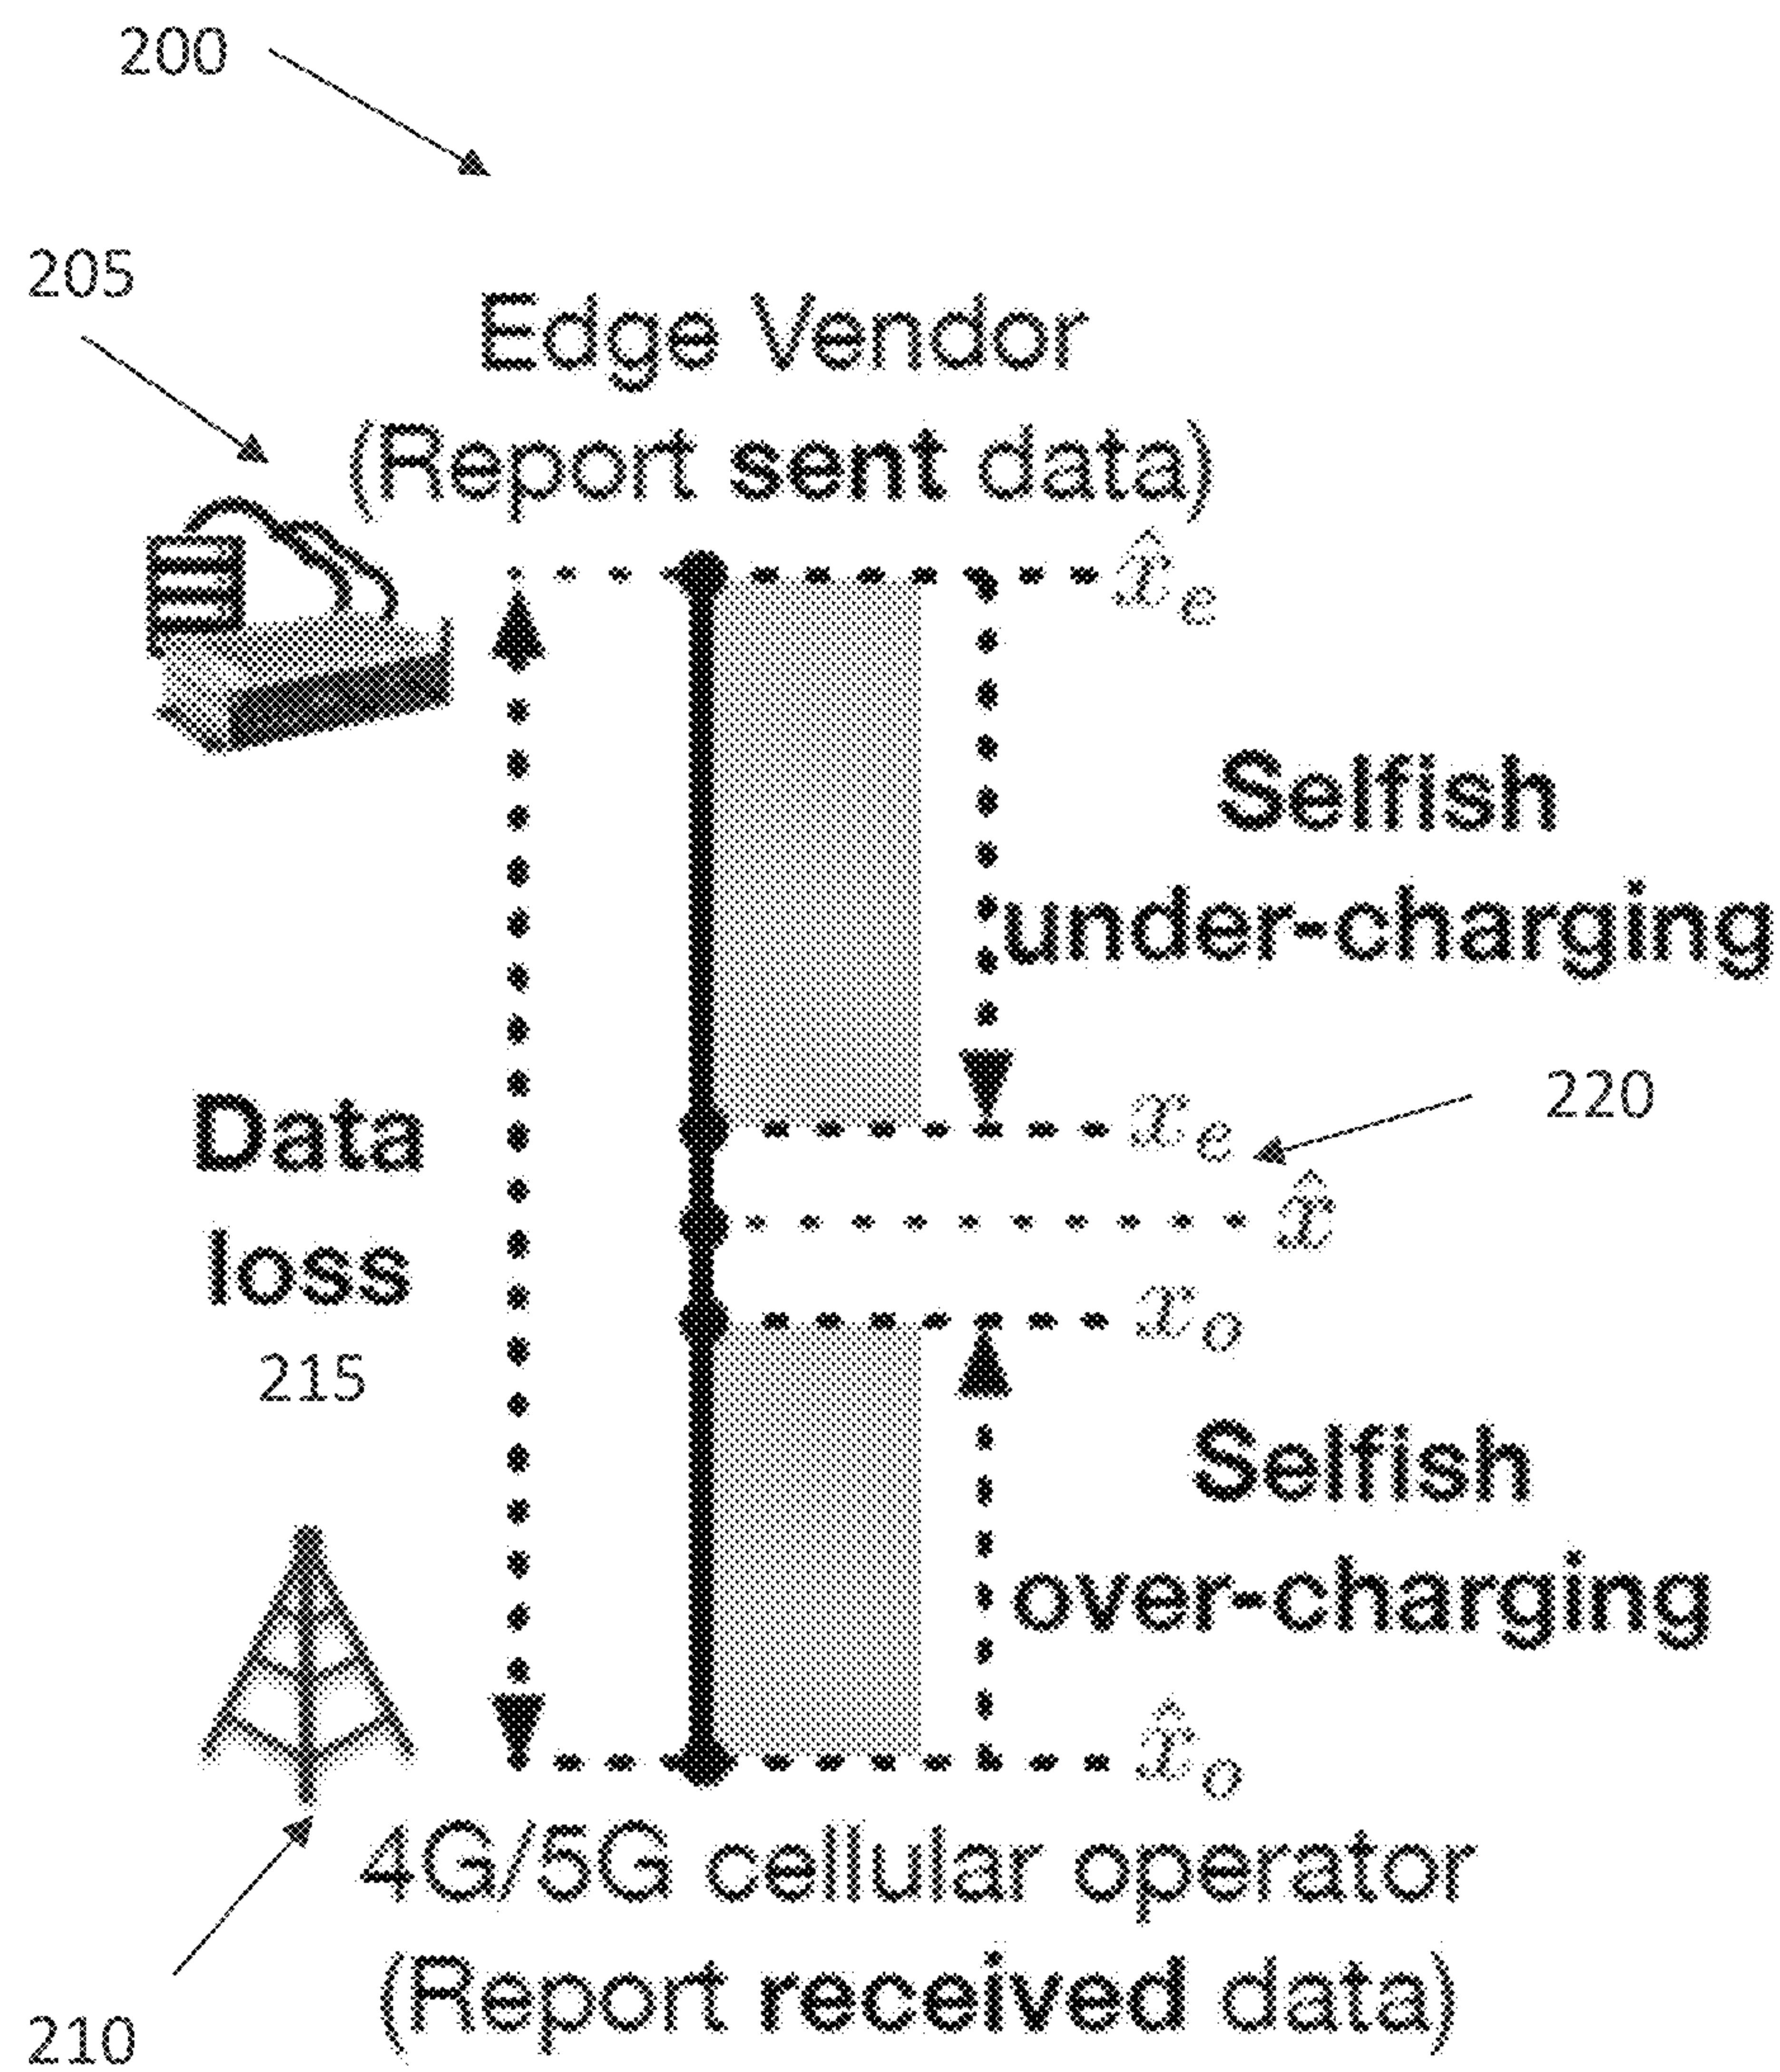 200
205
Edge Vendor
(Report sent data)
x̂e
Selfish
under-charging
Data
loss
215
xe
220
x̂
xo
Selfish
over-charging
x̂o
4G/5G cellular operator
(Report received data)
210